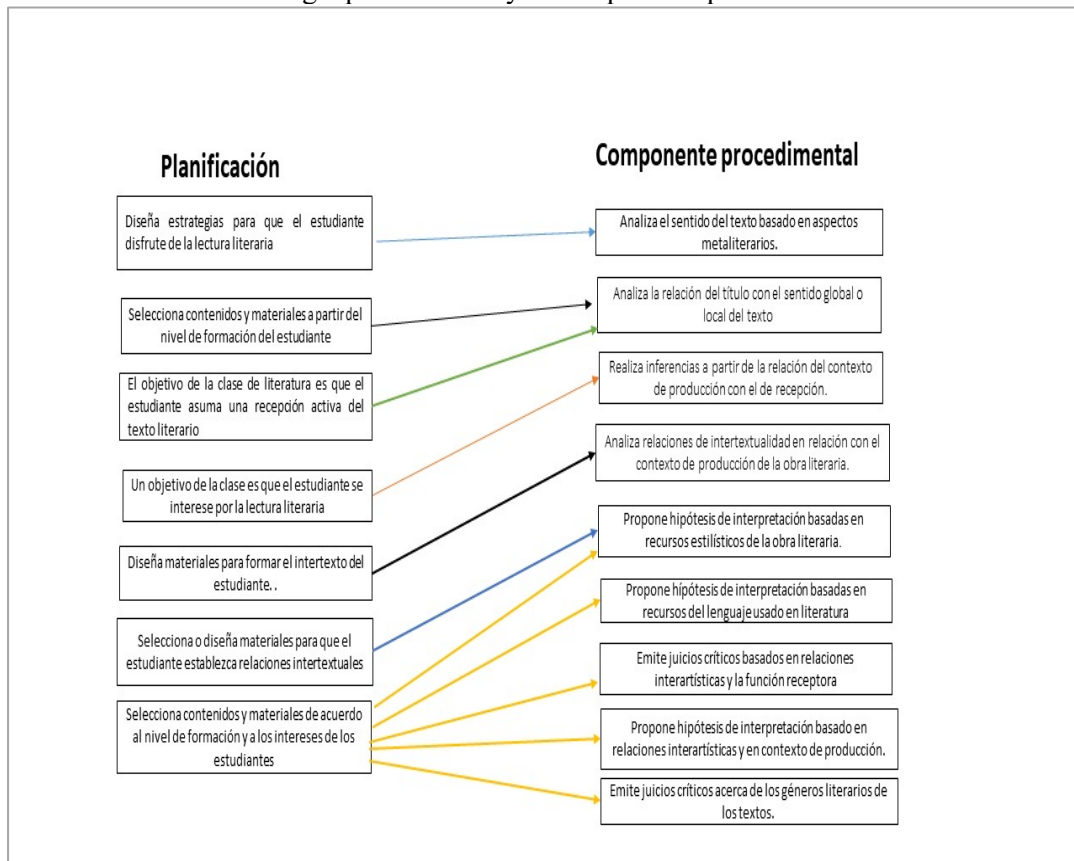 Planificación
Diseña estrategias para que el estudiante
disfrute de la lectura literaria
Selecciona contenidos y materiales a partir del
nivel de formación del estudiante
El objetivo de la clase de literatura es que el
estudiante asuma una recepción activa del
texto literario
Un objetivo de la clase es que el estudiante se
interese por la lectura literaria
Diseña materiales para formar el intertexto del
estudiante. .
Selecciona o diseña materiales para que el
estudiante establezca relaciones intertextuales
Selecciona contenidos y materiales de acuerdo
al nivel de formación y a los intereses de los
estudiantes
Componente procedimental
Analiza el sentido del texto basado en aspectos
metaliterarios.
Analiza la relación del título con el sentido global o
local del texto
Realiza inferencias a partir de la relación del contexto
de producción con el de recepción.
Analiza relaciones de intertextualidad en relación con el
contexto de producción de la obra literaria.
Propone hipótesis de interpretación basadas en
recursos estilísticos de la obra literaria.
Propone hípótesis de interpretación basadas en
recursos del lenguaje usado en literatura
Emite juicios críticos basados en relaciones
interartísticas y la función receptora
Propone hipótesis de interpretación basado en
relaciones interartísticas y en contexto de producción.
Emite juicios críticos acerca de los géneros literarios de
los textos.